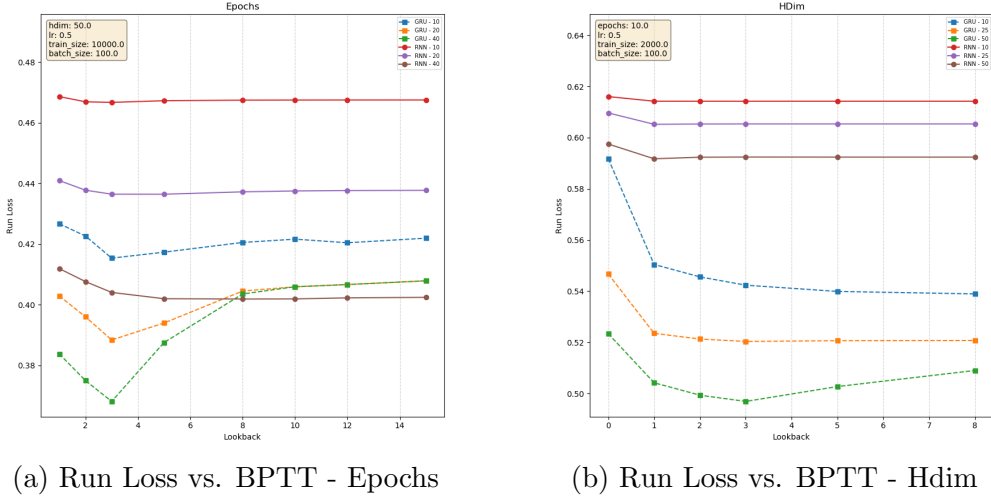 Epochs
hdim: 50.0
lr: 0.5
train_size: 10000.0
batch_size: 100.0
GRU - 10
GRU - 20
GRU - 40
RNN - 10
RNN - 20
RNN - 40
Run Loss
0.48
0.46
0.44
0.42
0.40
0.38
2 4 6 8 10 12 14
Lookback
(a) Run Loss vs. BPTT - Epochs
HDim
epochs: 10.0
lr: 0.5
train_size: 2000.0
batch_size: 100.0
GRU - 10
GRU - 25
GRU - 50
RNN - 10
RNN - 25
RNN - 50
Run Loss
0.64
0.62
0.60
0.58
0.56
0.54
0.52
0.50
0 1 2 3 4 5 6 7 8
Lookback
(b) Run Loss vs. BPTT - Hdim